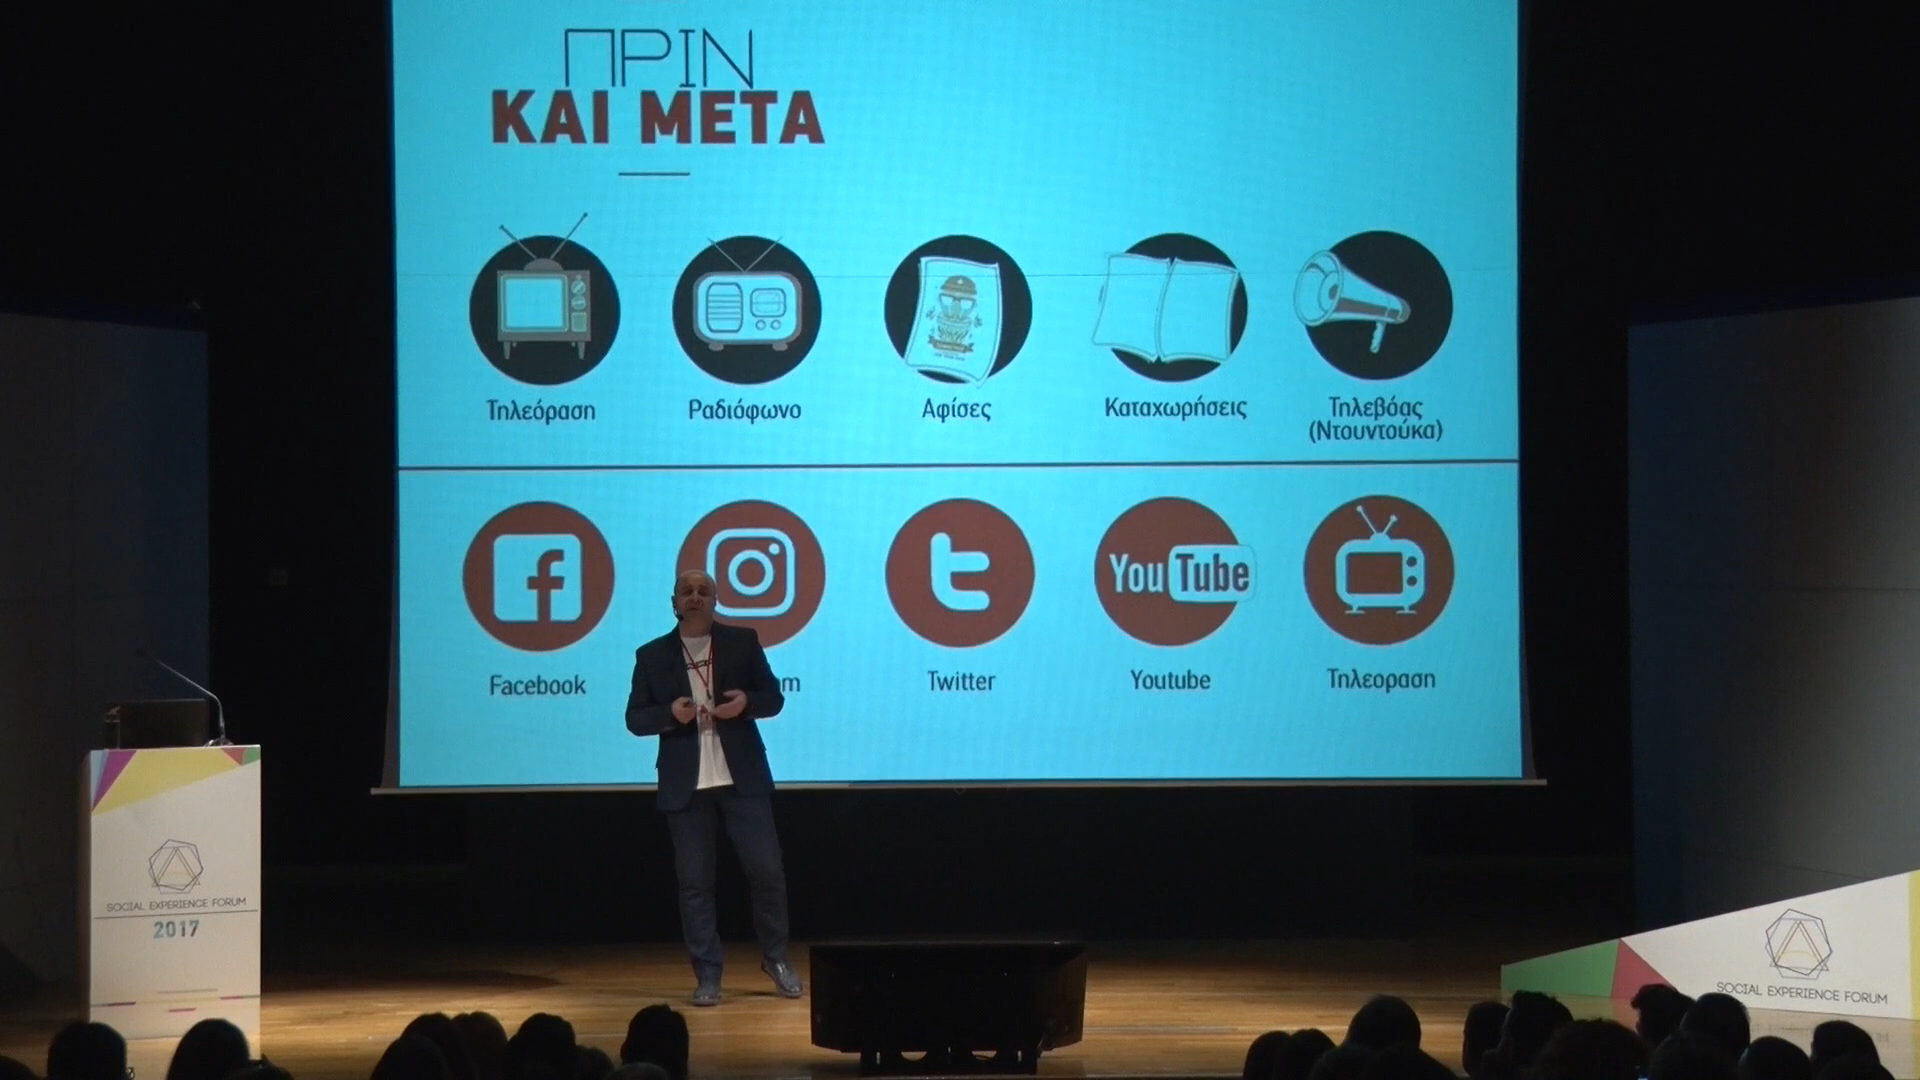 ΠΡΙΝ
ΚΑΙ ΜΕΤΑ
Τηλεόραση
Ραδιόφωνο
Αφίσες
Καταχωρήσεις
Τηλεβόας
(Ντουντούκα)
You Tube
Facebook
m
Twitter
Youtube
Τηλεοραση
SOCIAL EXPERIENCE FORUM
2017
SOCIAL EXPERIENCE FORUM